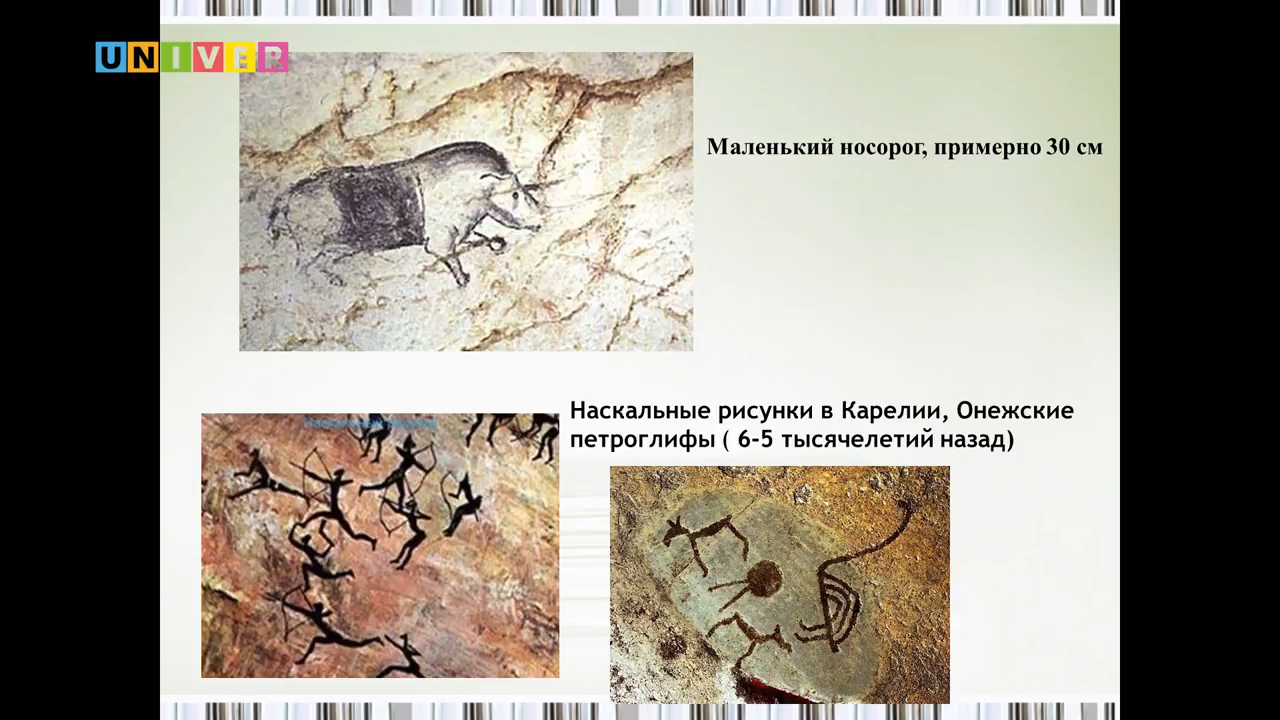 UNIVER
Маленький носорог, примерно 30 см
Наскальные рисунки в Карелии, Онежские
петроглифы ( 6-5 тысячелетий назад)